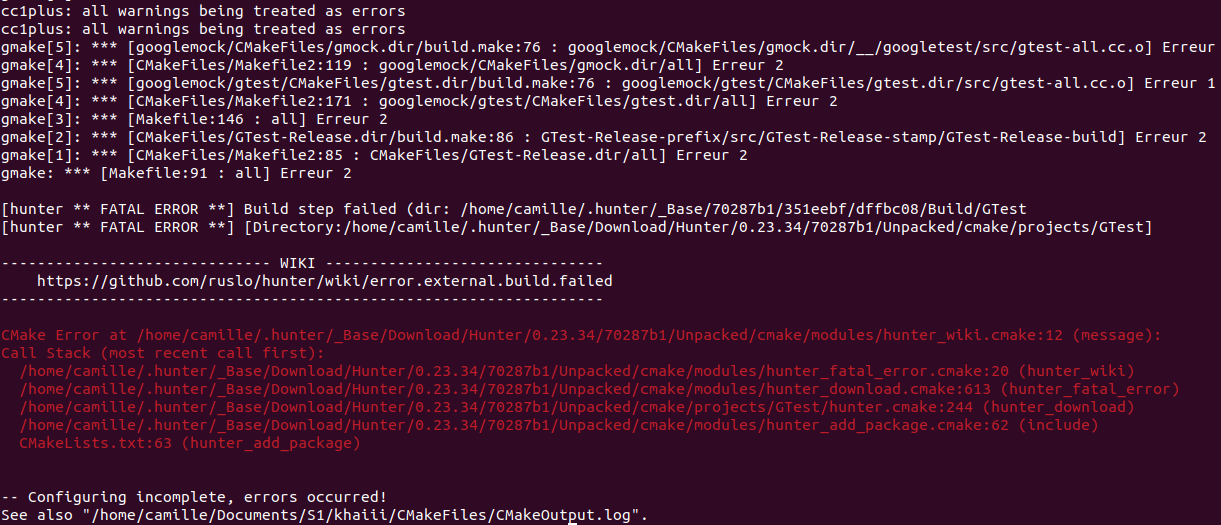 cc1plus: all warnings being treated as errors
cc1plus: all warnings being treated as errors
gmake[5]: *** [googlemock/CMakeFiles/gmock.dir/build.make:76 : googlemock/CMakeFiles/gmock.dir/__/googletest/src/gtest-all.cc.o] Erreur
gmake[4]: *** [CMakeFiles/Makefile2:119 : googlemock/CMakeFiles/gmock.dir/all] Erreur 2
gmake[5]: *** [googlemock/gtest/CMakeFiles/gtest.dir/build.make:76 : googlemock/gtest/CMakeFiles/gtest.dir/src/gtest-all.cc.o] Erreur 1
gmake[4]: *** [CMakeFiles/Makefile2:171 : googlemock/gtest/CMakeFiles/gtest.dir/all] Erreur 2
gmake[3]: *** [Makefile:146 : all] Erreur 2
gmake[2]: *** [CMakeFiles/GTest-Release.dir/build.make:86 : GTest-Release-prefix/src/GTest-Release-stamp/GTest-Release-build] Erreur 2
gmake[1]: *** [CMakeFiles/Makefile2:85 : CMakeFiles/GTest-Release.dir/all] Erreur 2
gmake: *** [Makefile:91 : all] Erreur 2
[hunter ** FATAL ERROR **] Build step failed (dir: /home/camille/.hunter/_Base/70287b1/351eebf/dffbc08/Build/GTest
[hunter ** FATAL ERROR **] [Directory:/home/camille/.hunter/_Base/Download/Hunter/0.23.34/70287b1/Unpacked/cmake/projects/GTest]
------------------------------ WIKI -------------------------------
    https://github.com/ruslo/hunter/wiki/error.external.build.failed
-------------------------------------------------------------------
CMake Error at /home/camille/.hunter/_Base/Download/Hunter/0.23.34/70287b1/Unpacked/cmake/modules/hunter_wiki.cmake:12 (message):
Call Stack (most recent call first):
  /home/camille/.hunter/_Base/Download/Hunter/0.23.34/70287b1/Unpacked/cmake/modules/hunter_fatal_error.cmake:20 (hunter_wiki)
  /home/camille/.hunter/_Base/Download/Hunter/0.23.34/70287b1/Unpacked/cmake/modules/hunter_download.cmake:613 (hunter_fatal_error)
  /home/camille/.hunter/_Base/Download/Hunter/0.23.34/70287b1/Unpacked/cmake/projects/GTest/hunter.cmake:244 (hunter_download)
  /home/camille/.hunter/_Base/Download/Hunter/0.23.34/70287b1/Unpacked/cmake/modules/hunter_add_package.cmake:62 (include)
  CMakeLists.txt:63 (hunter_add_package)
-- Configuring incomplete, errors occurred!
See also "/home/camille/Documents/S1/khaiii/CMakeFiles/CMakeOutput.log".